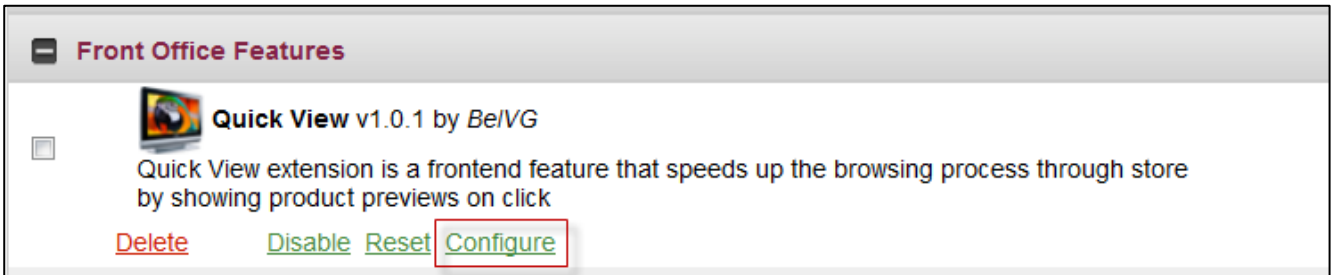 Front Office Features
Quick View v1.0.1 by BelVG
Quick View extension is a frontend feature that speeds up the browsing process through store
by showing product previews on click
Delete Disable Reset Configure